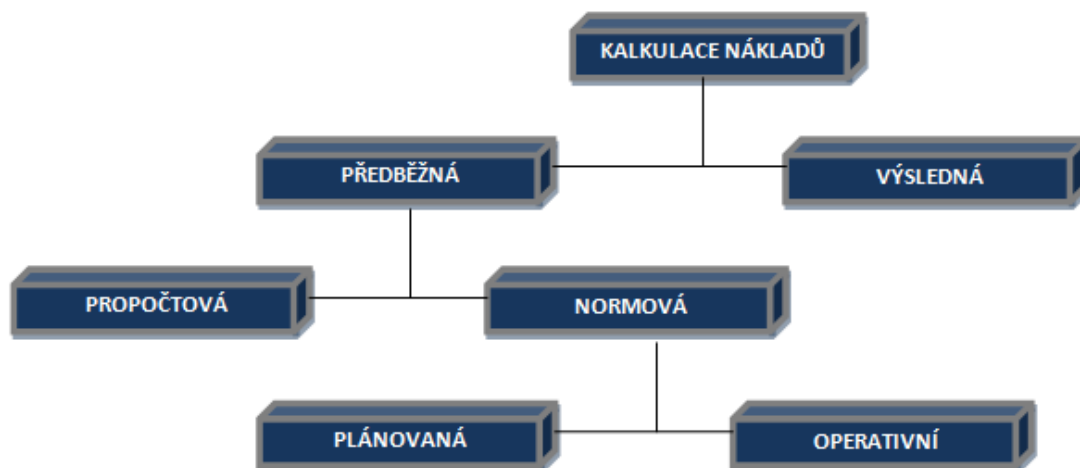 KALKULACE NÁKLADŮ
PŘEDBĚŽNÁ
VÝSLEDNÁ
PROPOČTOVÁ
NORMOVÁ
PLÁNOVANÁ
OPERATIVNÍ